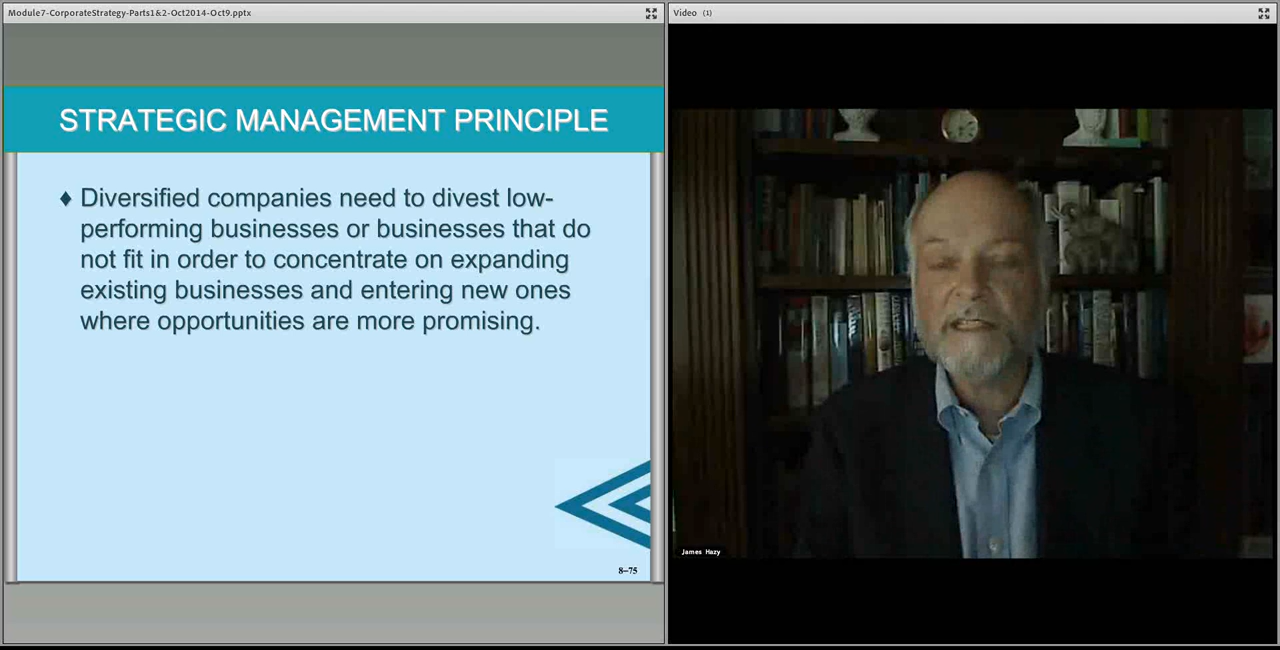 Module7-CorporateStrategy-Parts1&2-Oct2014-Oct9.pptx
Video (1)
STRATEGIC MANAGEMENT PRINCIPLE
♦ Diversified companies need to divest low-
performing businesses or businesses that do
not fit in order to concentrate on expanding
existing businesses and entering new ones
where opportunities are more promising.
8–75
James Hazy